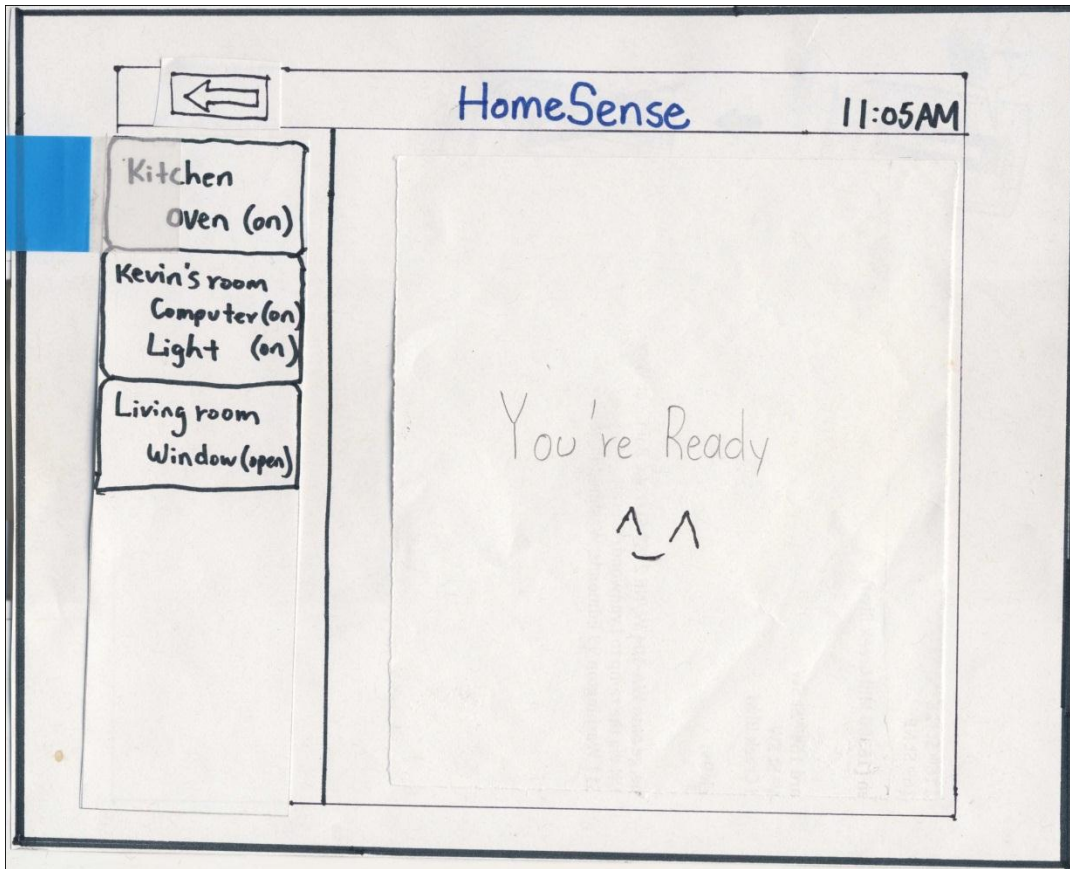 HomeSense
11:05AM
Kitchen
Oven (on)
Kevin's room
Computer (on)
Light (on)
Living room
Window (open)
You're Ready